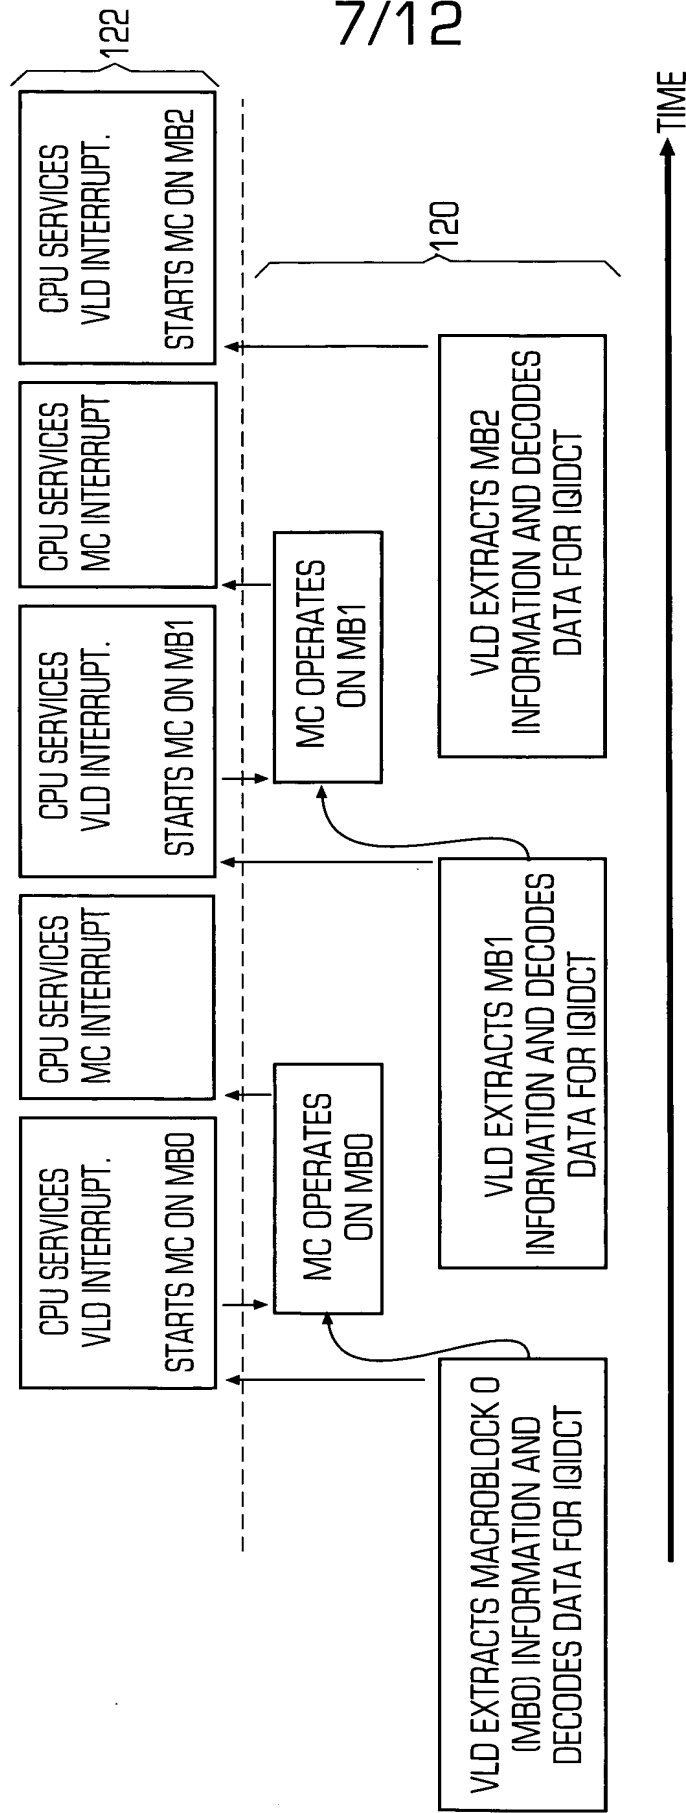 7/12
122
CPU SERVICES
VLD INTERRUPT.
STARTS MC ON MB0
CPU SERVICES
MC INTERRUPT
CPU SERVICES
VLD INTERRUPT.
STARTS MC ON MB1
CPU SERVICES
MC INTERRUPT
CPU SERVICES
VLD INTERRUPT.
STARTS MC ON MB2
MC OPERATES
ON MB0
MC OPERATES
ON MB1
120
VLD EXTRACTS MACROBLOCK 0
(MB0) INFORMATION AND
DECODES DATA FOR IQIDCT
VLD EXTRACTS MB1
INFORMATION AND DECODES
DATA FOR IQIDCT
VLD EXTRACTS MB2
INFORMATION AND DECODES
DATA FOR IQIDCT
TIME